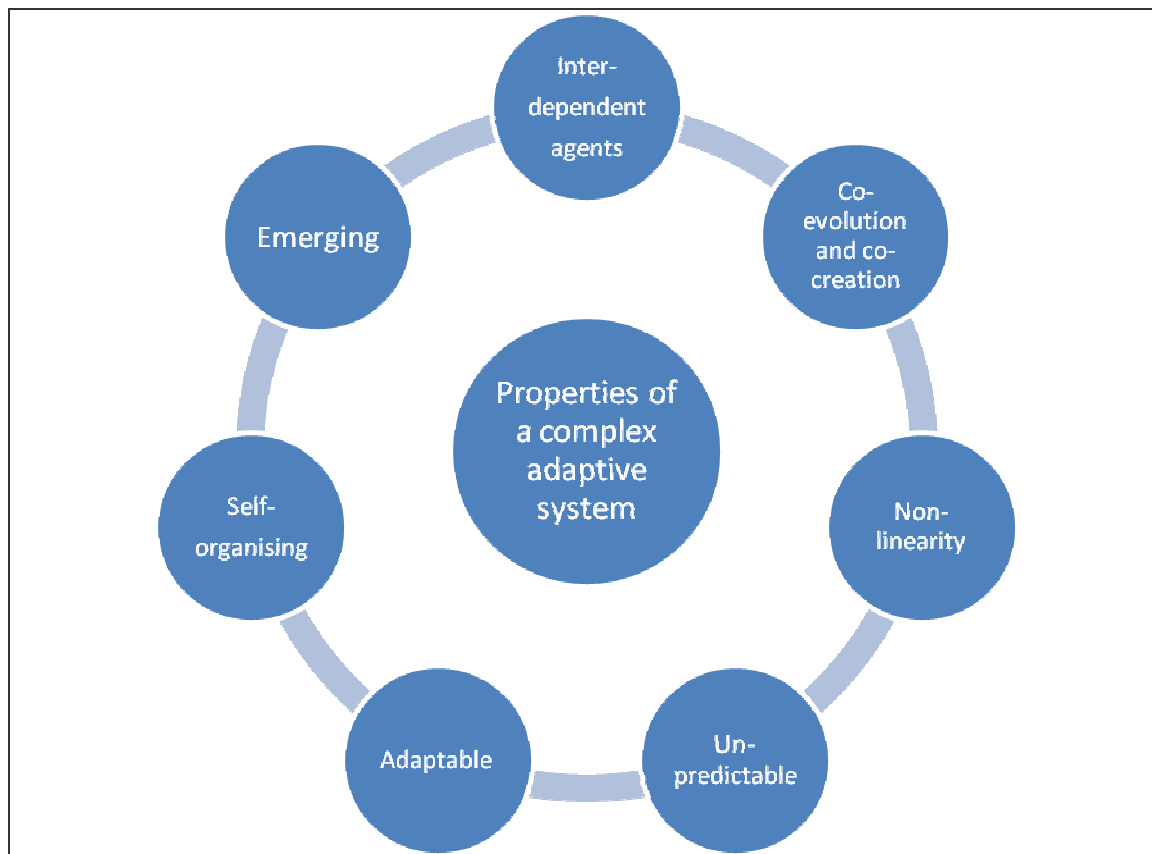 Inter-
dependent
agents
Co-
evolution
and co-
creation
Non-
linearity
Un-
predictable
Adaptable
Self-
organising
Emerging
Properties of
a complex
adaptive
system